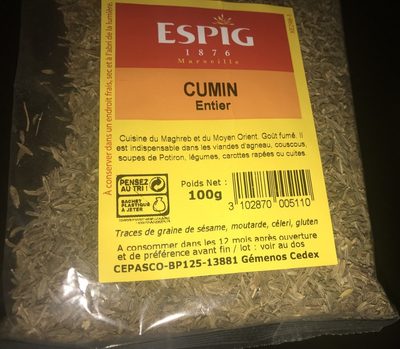 ESPIG
1876
Marseille
CUMIN
Entier
Cuisine du Maghreb et du Moyen Orient. Goût fumé. Il
est indispensable dans les viandes d'agneau, couscous,
soupes de Potiron, légumes, carottes rapées ou cuites.
PENSEZ
AU TRI !
SACHET
PLASTIQUE
A JETER
Poids Net :
100g
3 102870 005110
Traces de graine de sésame, moutarde, céleri, gluten
A consommer dans les 12 mois après ouverture
et de préférence avant fin / lot : voir au dos
CEPASCO-BP125-13881 Gémenos Cedex
A conserver dans un endroit frais, sec et à l'abri de la lumière.